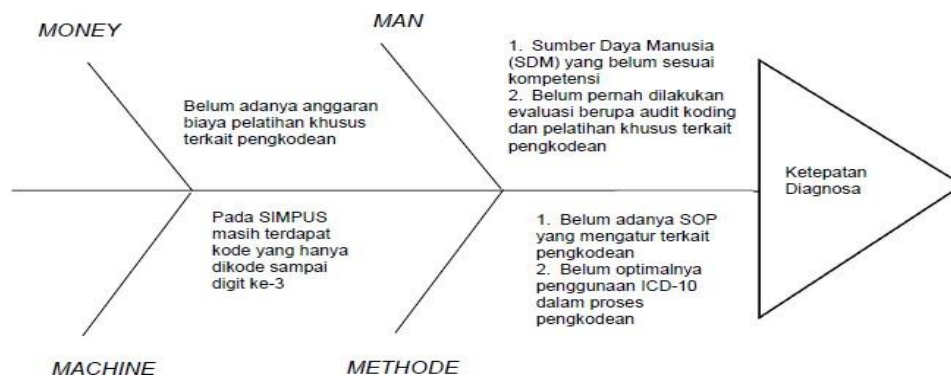 MONEY
MAN
Belum adanya anggaran
biaya pelatihan khusus
terkait pengkodean
1. Sumber Daya Manusia
(SDM) yang belum sesuai
kompetensi
2. Belum pernah dilakukan
evaluasi berupa audit koding
dan pelatihan khusus terkait
pengkodean
Ketepatan
Diagnosa
Pada SIMPUS
masih terdapat
kode yang hanya
dikode sampai
digit ke-3
1. Belum adanya SOP
yang mengatur terkait
pengkodean
2. Belum optimalnya
penggunaan ICD-10
dalam proses
pengkodean
MACHINE
METHODE